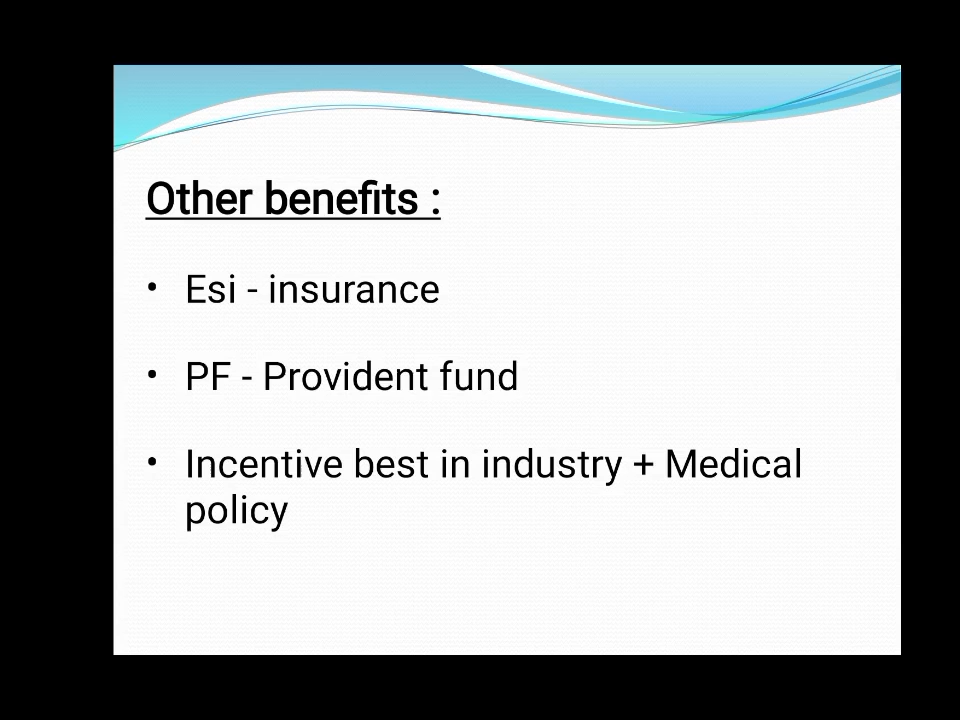 Other benefits :
• Esi - insurance
• PF - Provident fund
• Incentive best in industry + Medical
policy